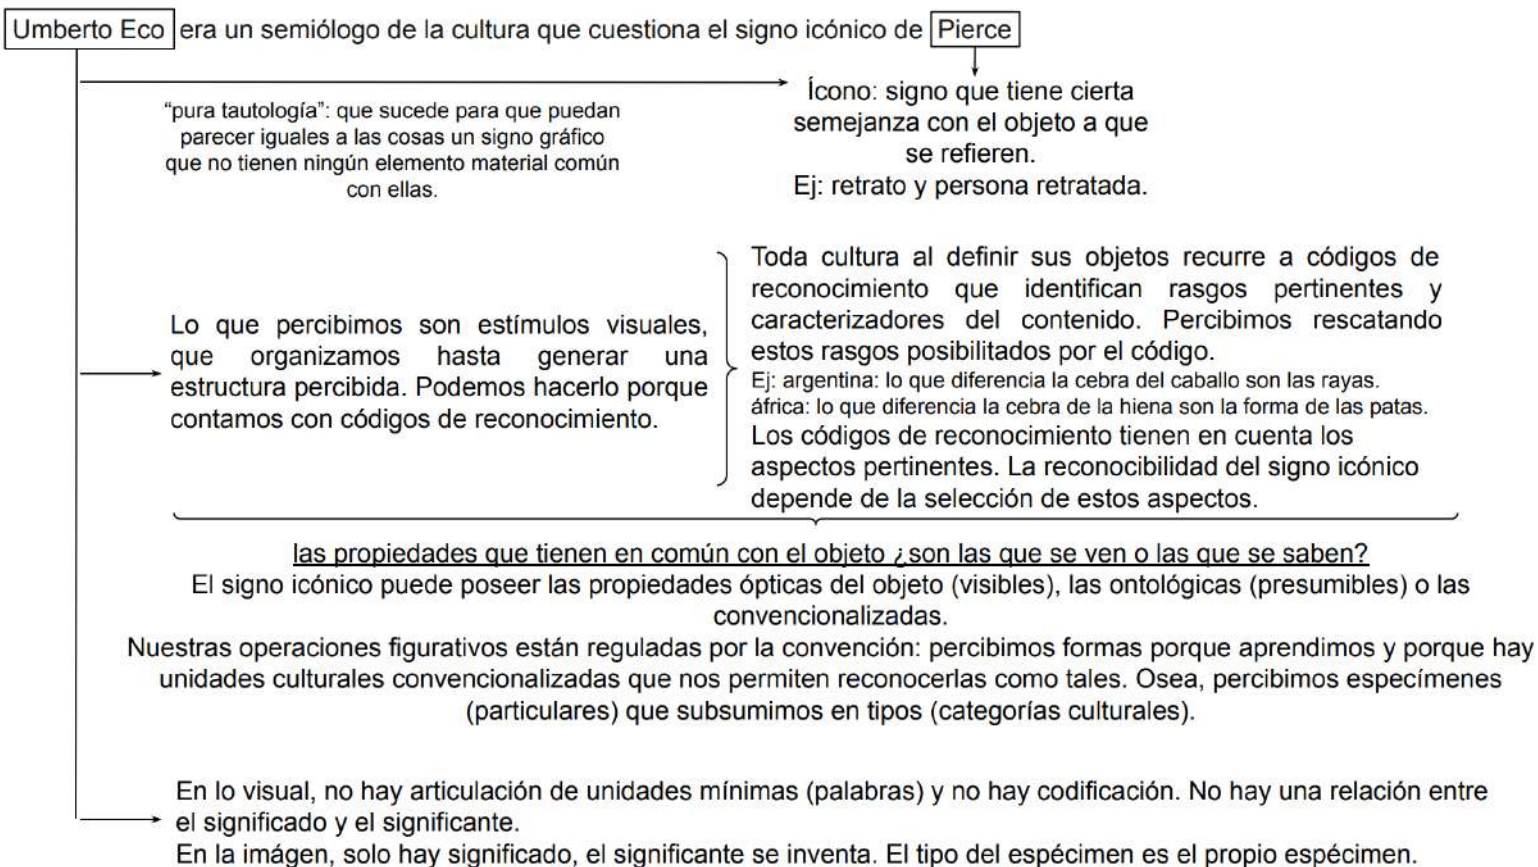 Umberto Eco era un semiólogo de la cultura que cuestiona el signo icónico de Pierce
"pura tautología": que sucede para que puedan
parecer iguales a las cosas un signo gráfico
que no tienen ningún elemento material común
con ellas.
Ícono: signo que tiene cierta
semejanza con el objeto a que
se refieren.
Ej: retrato y persona retratada.
Lo que percibimos son estímulos visuales,
que organizamos hasta generar una
estructura percibida. Podemos hacerlo porque
contamos con códigos de reconocimiento.
Toda cultura al definir sus objetos recurre a códigos de
reconocimiento que identifican rasgos pertinentes y
caracterizadores del contenido. Percibimos rescatando
estos rasgos posibilitados por el código.
Ej: argentina: lo que diferencia la cebra del caballo son las rayas.
áfrica: lo que diferencia la cebra de la hiena son la forma de las patas.
Los códigos de reconocimiento tienen en cuenta los
aspectos pertinentes. La reconocibilidad del signo icónico
depende de la selección de estos aspectos.
las propiedades que tienen en común con el objeto ¿son las que se ven o las que se saben?
El signo icónico puede poseer las propiedades ópticas del objeto (visibles), las ontológicas (presumibles) o las
convencionalizadas.
Nuestras operaciones figurativos están reguladas por la convención: percibimos formas porque aprendimos y porque hay
unidades culturales convencionalizadas que nos permiten reconocerlas como tales. Osea, percibimos especímenes
(particulares) que subsumimos en tipos (categorías culturales).
En lo visual, no hay articulación de unidades mínimas (palabras) y no hay codificación. No hay una relación entre
el significado y el significante.
En la imágen, solo hay significado, el significante se inventa. El tipo del espécimen es el propio espécimen.